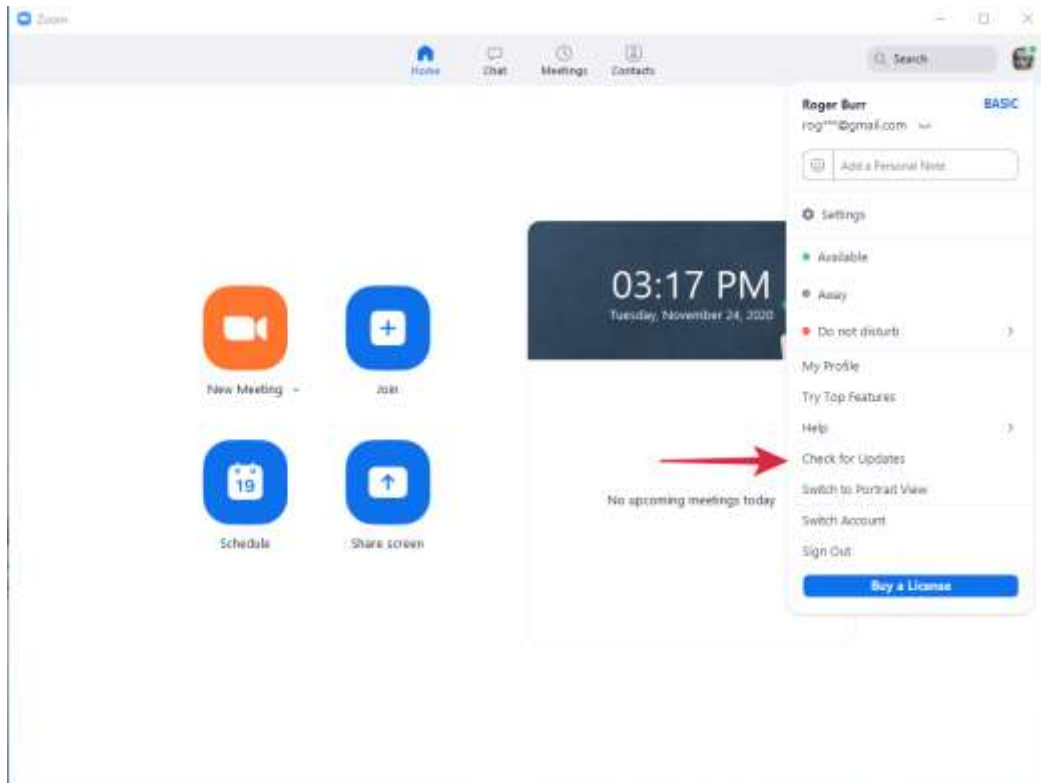 Zoom
Home
Chat
Meetings
Contacts
Search
Roger Burr
BASIC
rog***@gmail.com
Add a Personal Note
Settings
Available
Away
Do not disturb
My Profile
Try Top Features
Help
Check for Updates
Switch to Portrait View
Switch Account
Sign Out
Buy a License
03:17 PM
Tuesday, November 24, 2020
No upcoming meetings today
New Meeting
Join
19
Schedule
Share screen